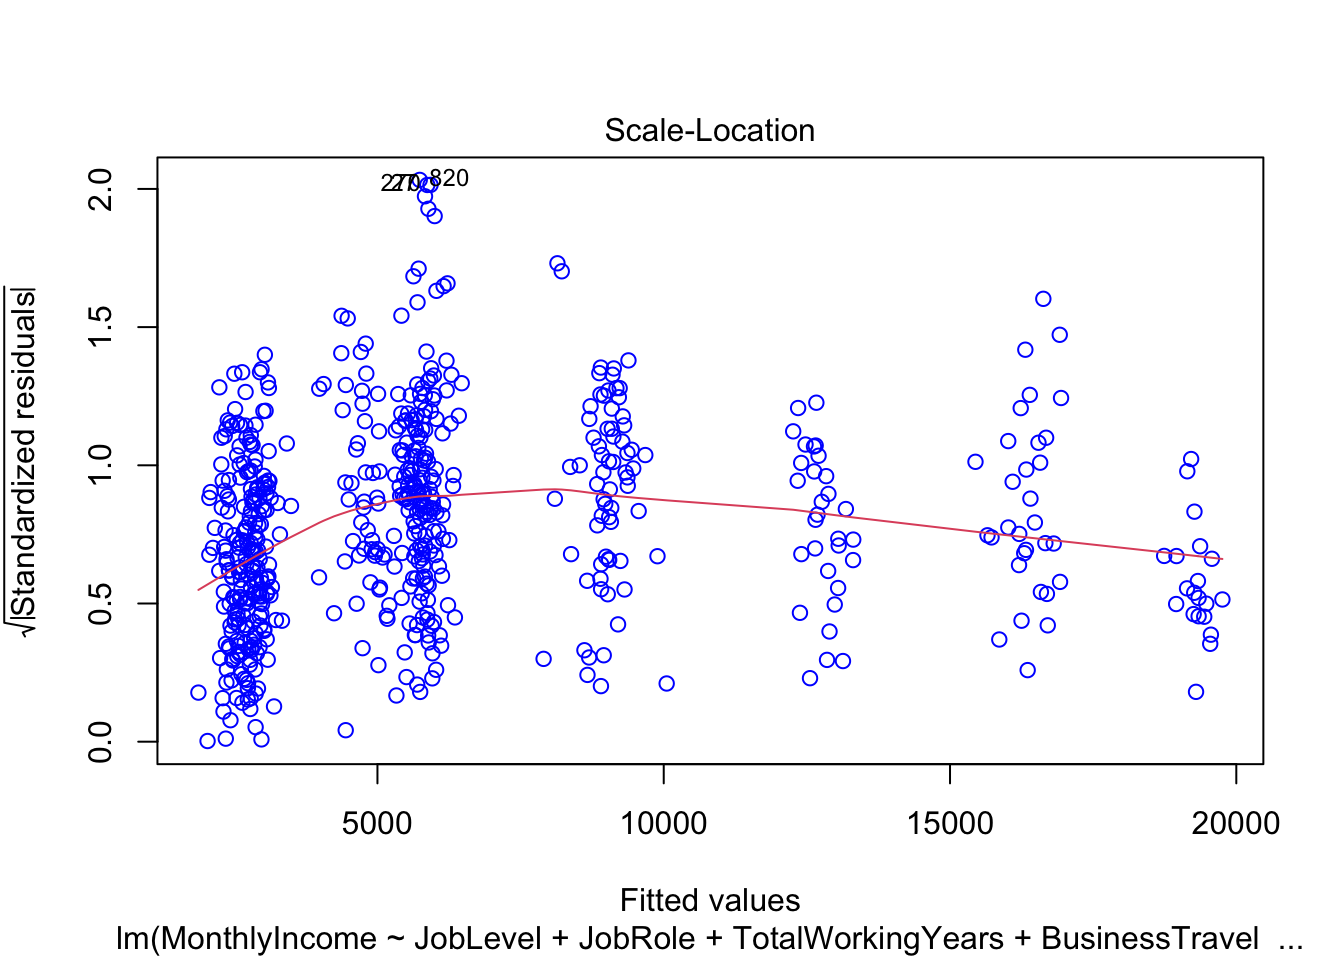 Scale-Location
820
2.0
1.5
1.0
0.5
0.0
√|Standardized residuals|
5000 10000 15000 20000
Fitted values
lm(MonthlyIncome ~ JobLevel + JobRole + TotalWorkingYears + BusinessTravel ...